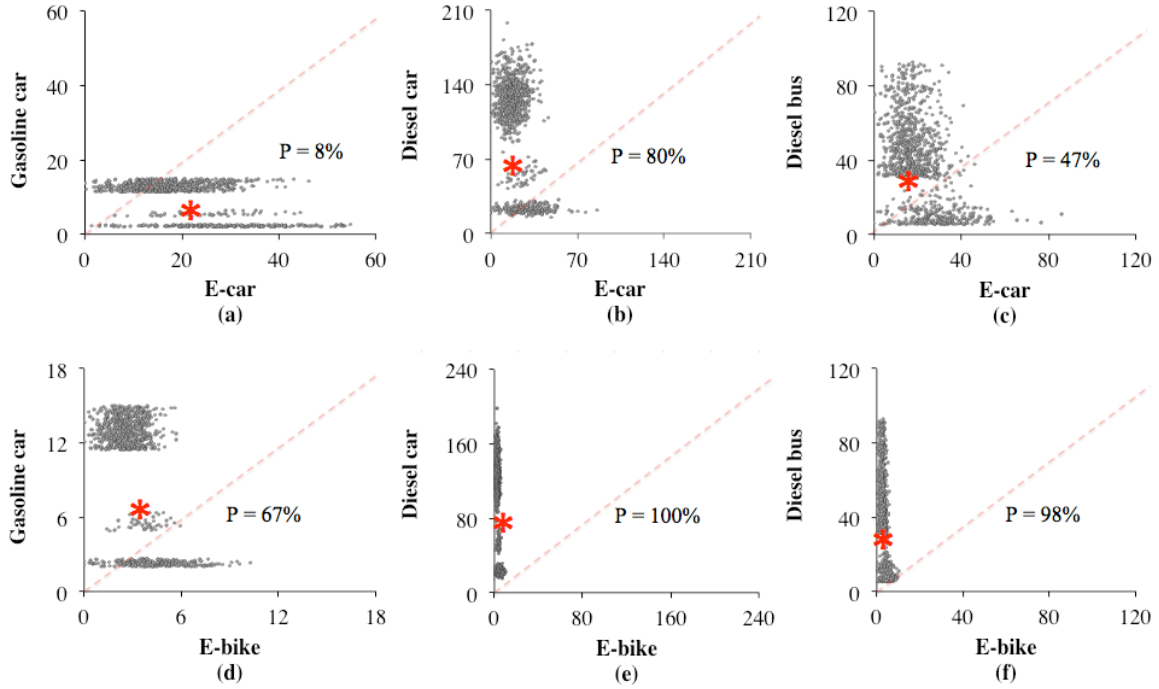 60
40
20
0
Gasoline car
P = 8%
0 20 40 60
E-car
(a)
210
140
70
0
Diesel car
P = 80%
0 70 140 210
E-car
(b)
120
80
40
0
Diesel bus
P = 47%
0 40 80 120
E-car
(c)
18
12
6
0
Gasoline car
P = 67%
0 6 12 18
E-bike
(d)
240
160
80
0
Diesel car
P = 100%
0 80 160 240
E-bike
(e)
120
80
40
0
Diesel bus
P = 98%
0 40 80 120
E-bike
(f)